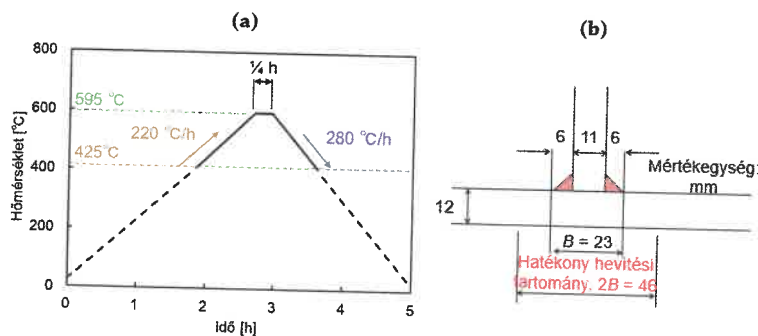 (a)
Hőmérséklet [°C]
800
600
400
200
0
595 °C
425°C
220 °C/h
¼ h
280 °C/h
0
1
2
3
4
5
Idő [h]
(b)
6
11
6
Mértékegység:
mm
12
B = 23
Hatékony hevítési
tartomány, 2B = 46